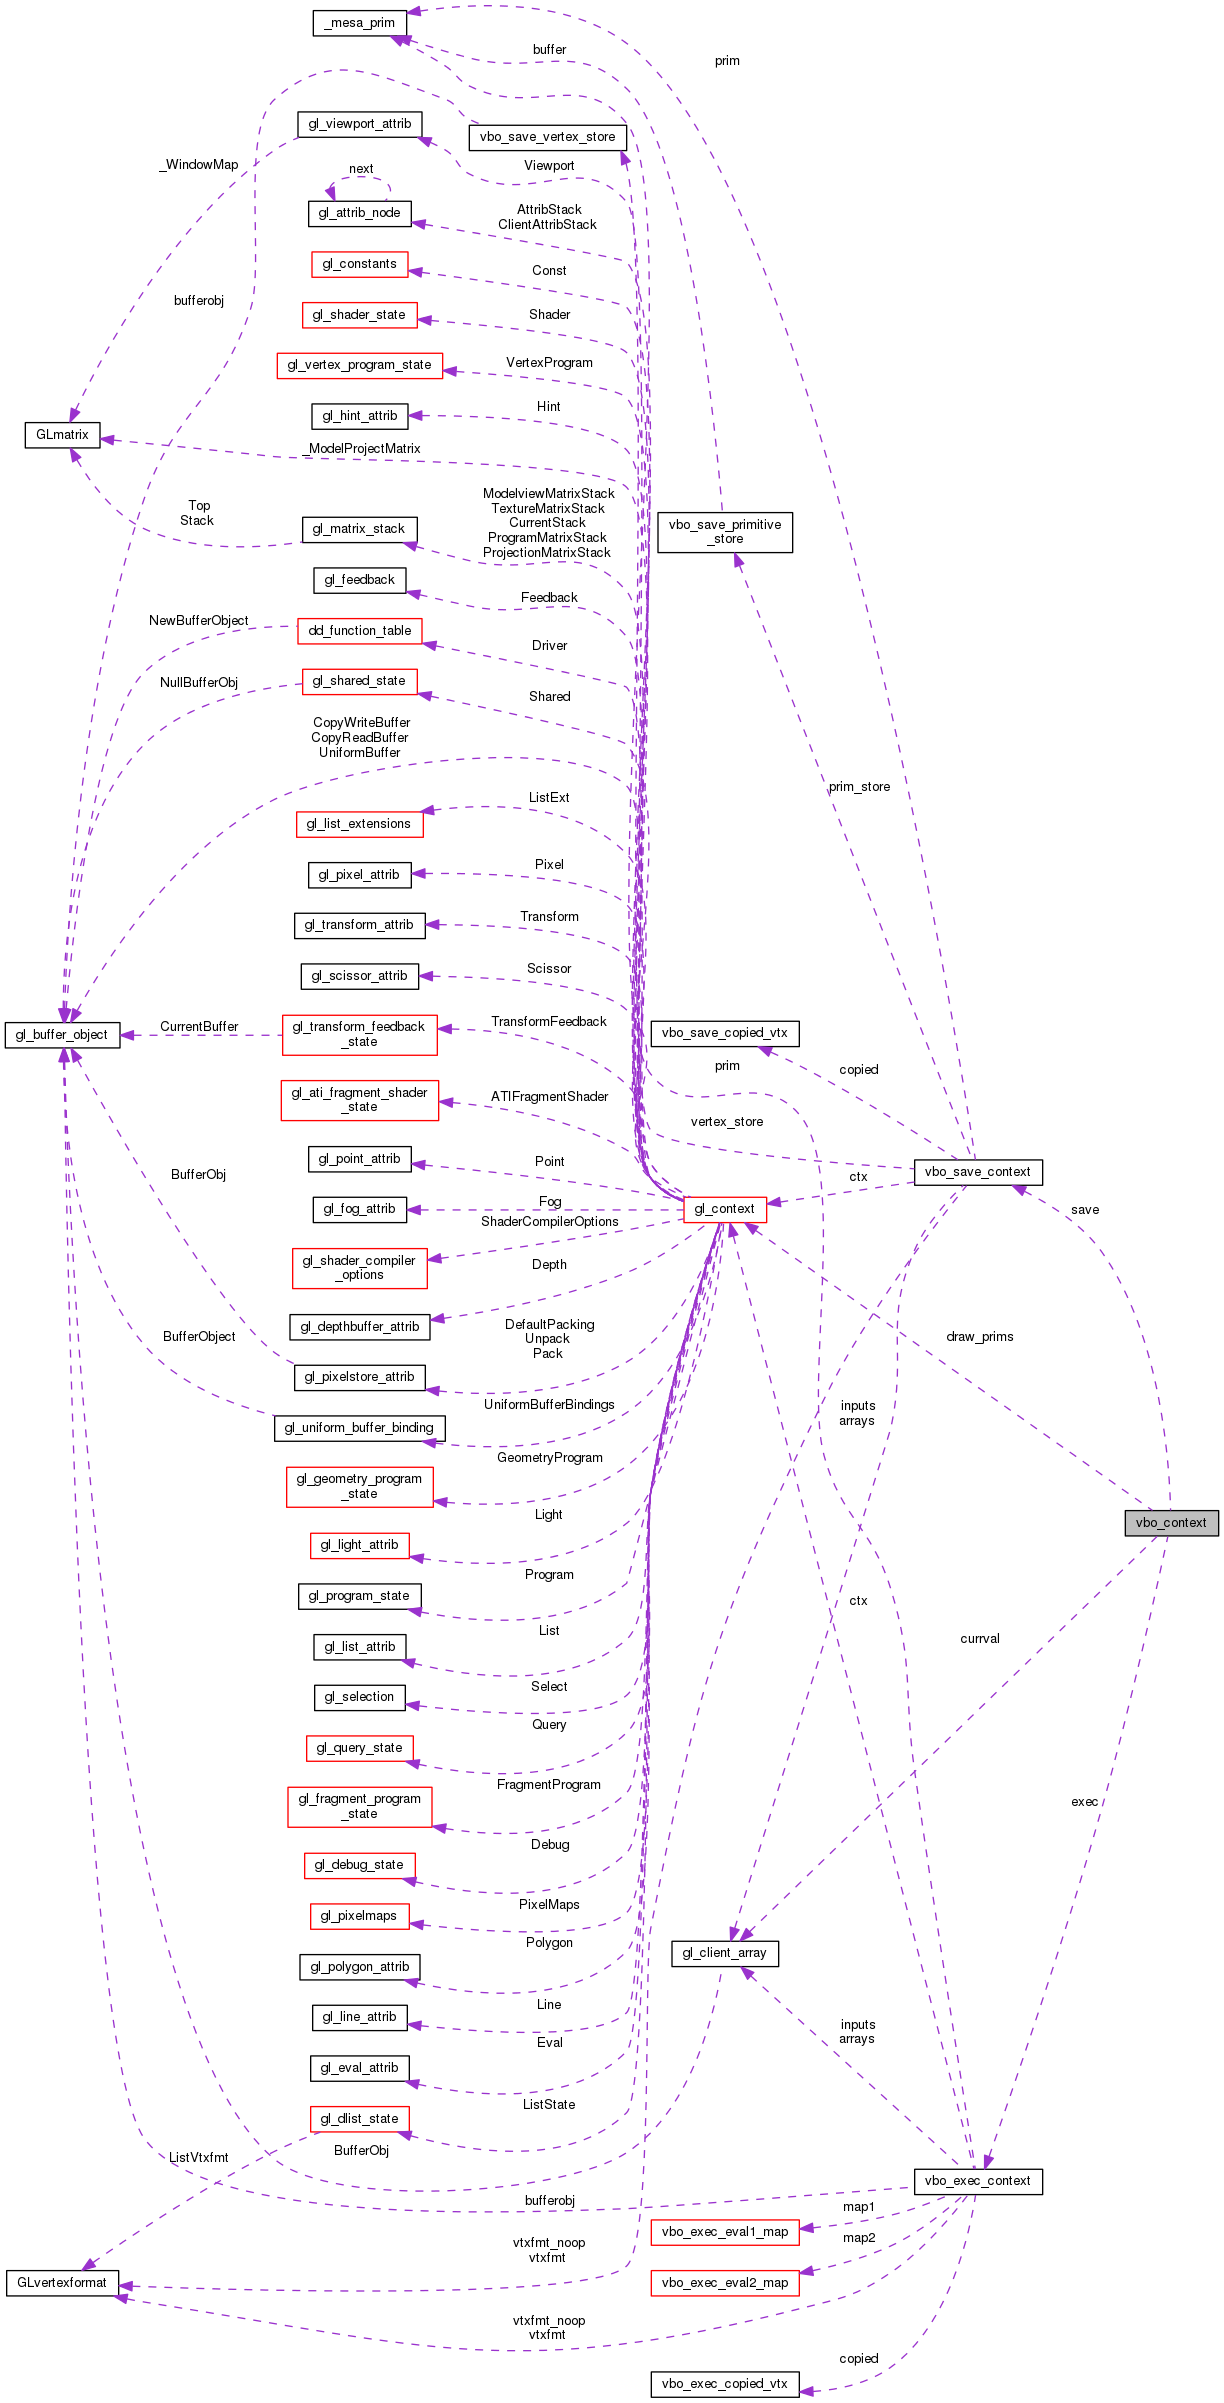 _mesa_prim
buffer
prim
gl_viewport_attrib
vbo_save_vertex_store
_WindowMap
next
Viewport
gl_attrib_node
AttribStack
ClientAttribStack
gl_constants
Const
bufferobj
gl_shader_state
Shader
gl_vertex_program_state
VertexProgram
gl_hint_attrib
Hint
GLmatrix
_ModelProjectMatrix
Top
Stack
gl_matrix_stack
ModelviewMatrixStack
TextureMatrixStack
CurrentStack
ProgramMatrixStack
ProjectionMatrixStack
vbo_save_primitive
_store
gl_feedback
Feedback
NewBufferObject
dd_function_table
Driver
NullBufferObj
gl_shared_state
Shared
CopyWriteBuffer
CopyReadBuffer
UniformBuffer
prim_store
gl_list_extensions
ListExt
gl_pixel_attrib
Pixel
gl_transform_attrib
Transform
gl_scissor_attrib
Scissor
gl_buffer_object
CurrentBuffer
gl_transform_feedback
_state
TransformFeedback
vbo_save_copied_vtx
prim
copied
gl_ati_fragment_shader
_state
ATIFragmentShader
vertex_store
BufferObj
gl_point_attrib
Point
ctx
vbo_save_context
gl_fog_attrib
Fog
gl_context
save
ShaderCompilerOptions
gl_shader_compiler
_options
Depth
gl_depthbuffer_attrib
DefaultPacking
Unpack
Pack
BufferObject
draw_prims
gl_pixelstore_attrib
gl_uniform_buffer_binding
UniformBufferBindings
inputs
arrays
gl_geometry_program
_state
GeometryProgram
vbo_context
gl_light_attrib
Light
gl_program_state
Program
ctx
gl_list_attrib
List
currval
gl_selection
Select
gl_query_state
Query
gl_fragment_program
_state
FragmentProgram
exec
gl_debug_state
Debug
gl_pixelmaps
PixelMaps
gl_polygon_attrib
Polygon
gl_client_array
gl_line_attrib
Line
inputs
arrays
gl_eval_attrib
Eval
gl_dlist_state
ListState
ListVtxfmt
BufferObj
vbo_exec_context
bufferobj
map1
vbo_exec_eval1_map
map2
vtxfmt_noop
vtxfmt
GLvertexformat
vbo_exec_eval2_map
vtxfmt_noop
vtxfmt
copied
vbo_exec_copied_vtx